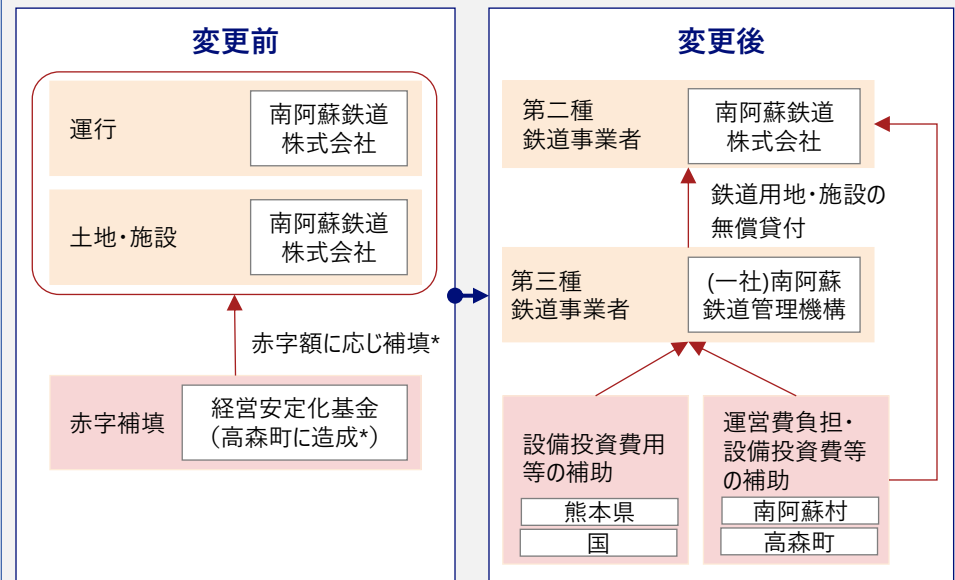 変更前
運行
南阿蘇鉄道
株式会社
土地・施設
南阿蘇鉄道
株式会社
赤字額に応じ補填*
赤字補填
経営安定化基金
（高森町に造成*）
変更後
第二種
鉄道事業者
南阿蘇鉄道
株式会社
鉄道用地・施設の
無償貸付
第三種
鉄道事業者
(一社)南阿蘇
鉄道管理機構
設備投資費用
等の補助
熊本県
国
運営費負担・
設備投資費等
の補助
南阿蘇村
高森町